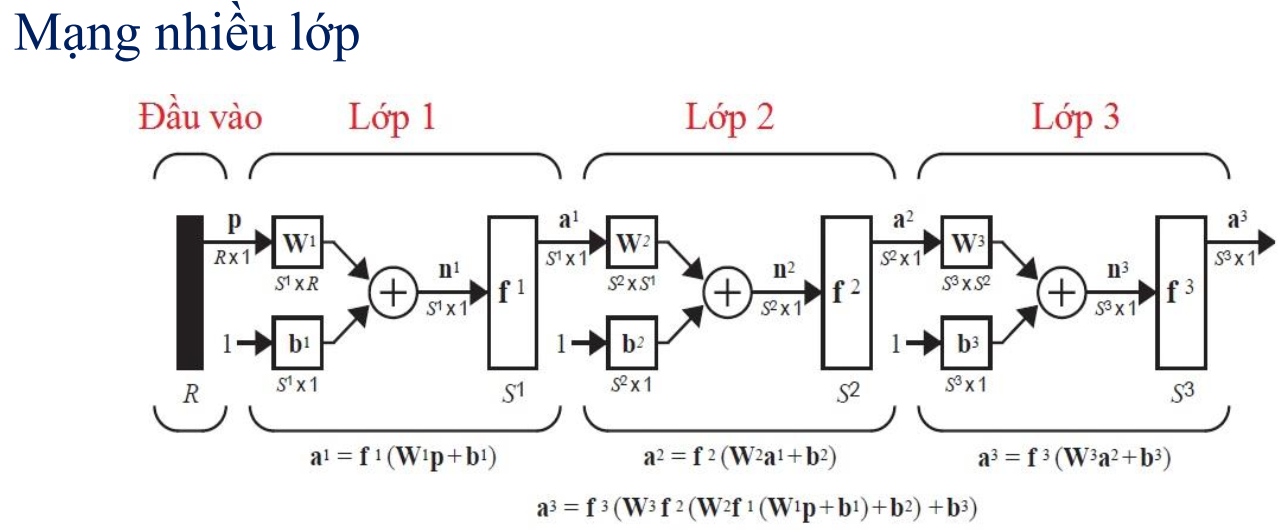 Mạng nhiều lớp
Đầu vào Lớp 1 Lớp 2 Lớp 3
p a¹ a² a³
W¹ W² W³
R x 1 n¹ S¹ x 1 n² S² x 1 n³ S³ x 1
S¹ x R S² x S¹ S³ x S²
+ f ¹ + f ² + f ³
S¹ x 1 S² x 1 S³ x 1
1 b¹ 1 b² 1 b³
S¹ x 1 S² x 1 S³ x 1
R S¹ S² S³
a¹ = f ¹ (W¹p + b¹) a² = f ² (W²a¹ + b²) a³ = f ³ (W³a² + b³)
a³ = f ³ (W³ f ² (W²f ¹ (W¹p + b¹) + b²) + b³)